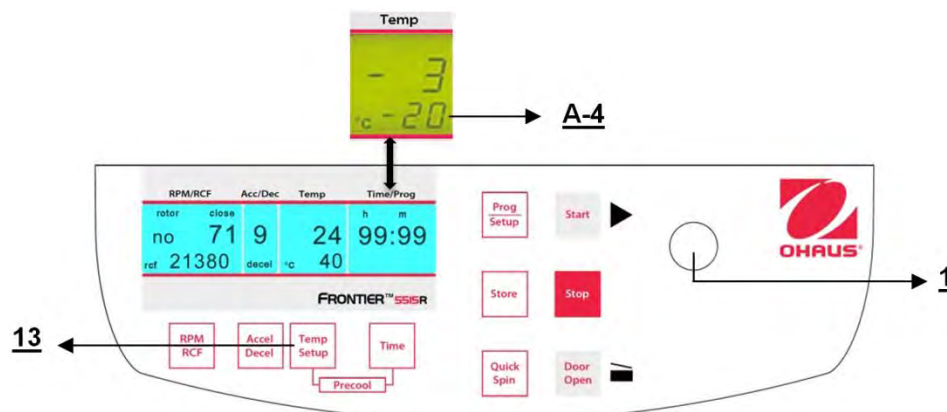 Temp
- 3
°C -20
A-4
RPM/RCF Acc/Dec Temp Time/Prog
rotor close h m
no 71 9 24 99:99
rcf 21380 decel °C 40
FRONTIER™ 5515R
RPM
RCF
Accel
Decel
Temp
Setup
Time
Precool
13
Prog
Setup
Start
Store
Stop
Quick
Spin
Door
Open
OHAUS®
1